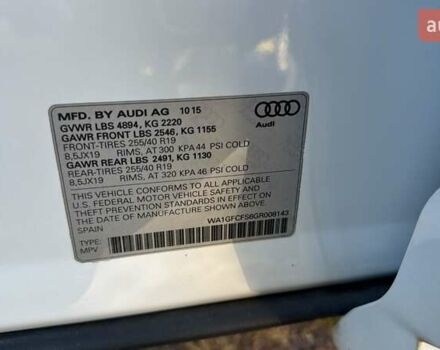 au
MFD. BY AUDI AG 10 15
GVWR LBS 4894, KG 2220
GAWR FRONT LBS 2546, KG 1155
FRONT-TIRES 255/40 R19
8,5JX19 RIMS, AT 300 KPA 44 PSI COLD
GAWR REAR LBS 2491, KG 1130
REAR-TIRES 255/40 R19
8,5JX19 RIMS, AT 320 KPA 46 PSI COLD
Audi
THIS VEHICLE CONFORMS TO ALL APPLICABLE
U.S. FEDERAL MOTOR VEHICLE SAFETY AND
THEFT PREVENTION STANDARDS IN EFFECT ON
THE DATE OF MANUFACTURE SHOWN ABOVE.
SPAIN
TYPE: WA1GFCFS6GR008143
MPV